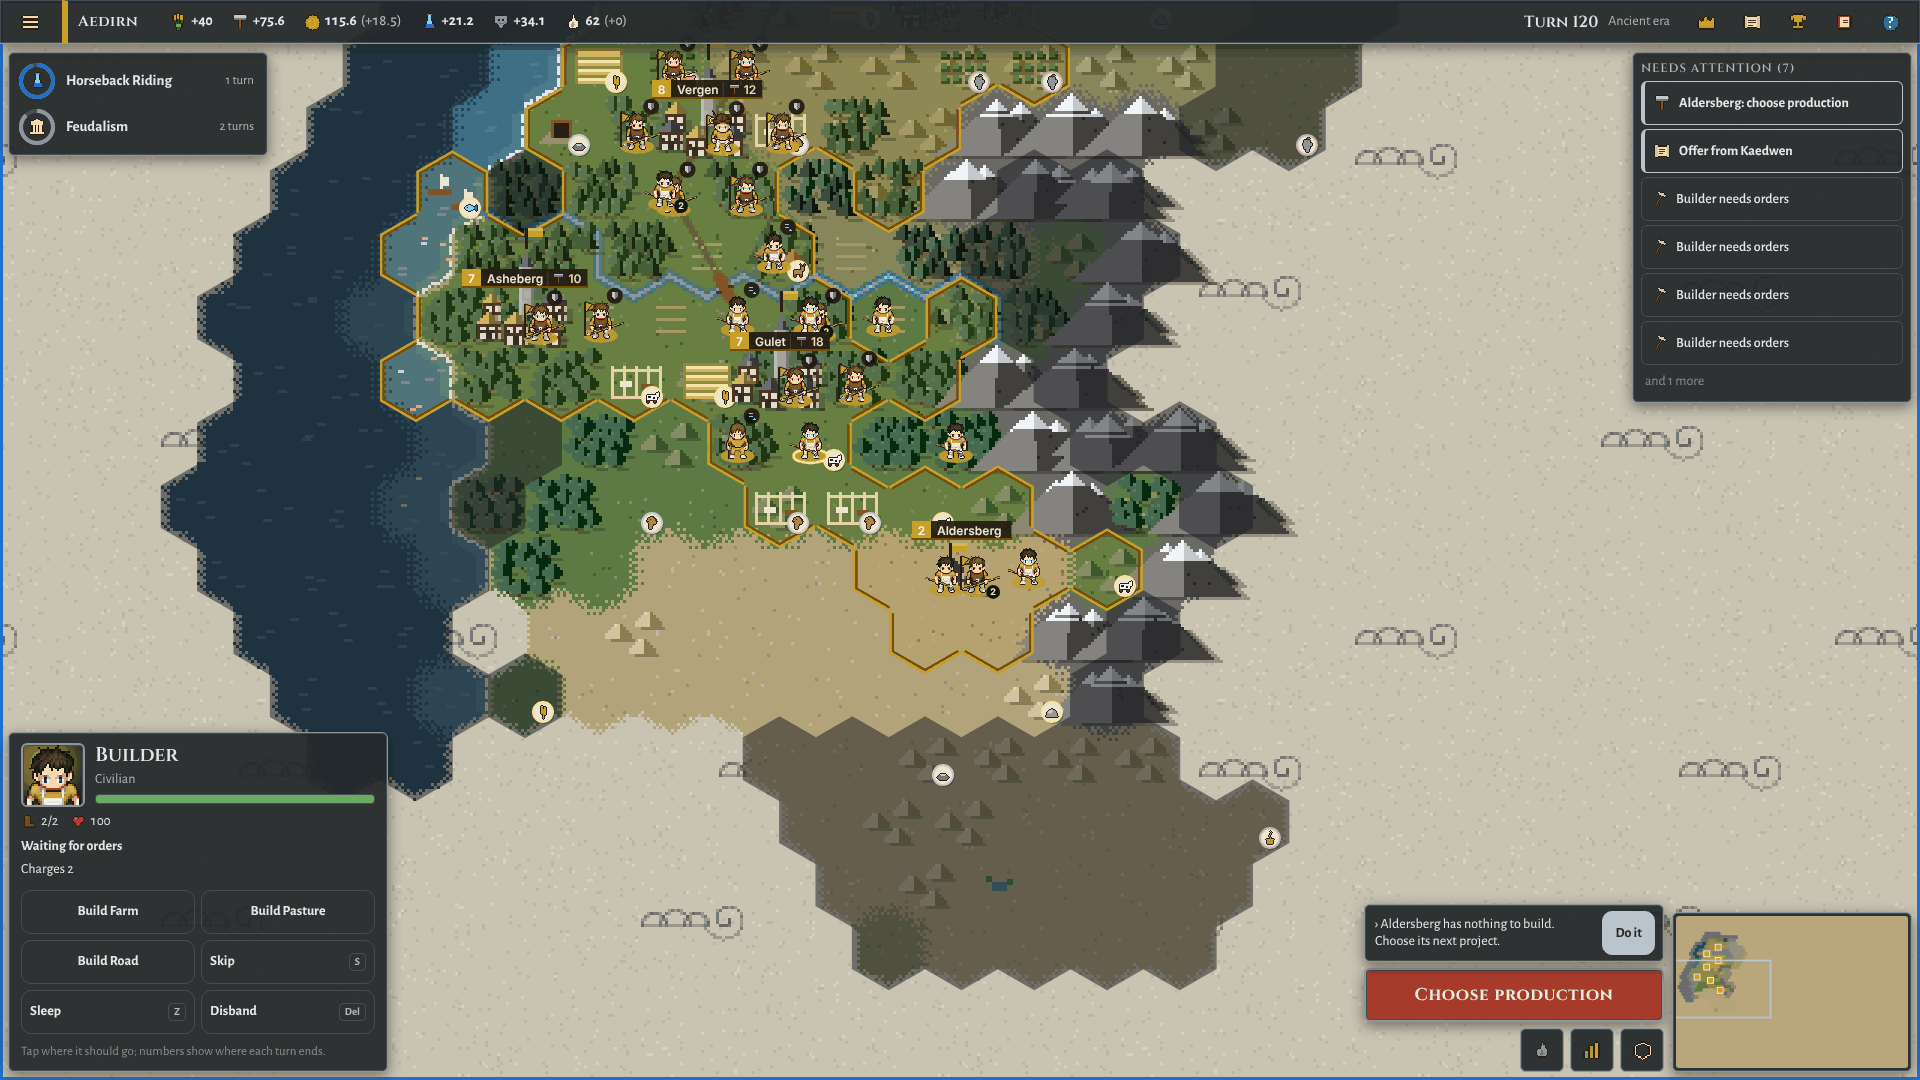 AEDIRN
+40
+75.6
115.6 (+18.5)
+21.2
+34.1
62 (+0)
TURN 120
Ancient era
?
Horseback Riding
1 turn
Feudalism
2 turns
NEEDS ATTENTION (7)
Aldersberg: choose production
Offer from Kaedwen
Builder needs orders
Builder needs orders
Builder needs orders
Builder needs orders
and 1 more
8 Vergen 12
2
7 Asheberg 10
7 Gulet 18
2 Aldersberg
2
BUILDER
Civilian
2/2
100
Waiting for orders
Charges 2
Build Farm
Build Pasture
Build Road
Skip S
Sleep Z
Disband Del
Tap where it should go; numbers show where each turn ends.
› Aldersberg has nothing to build.
Choose its next project.
Do it
CHOOSE PRODUCTION